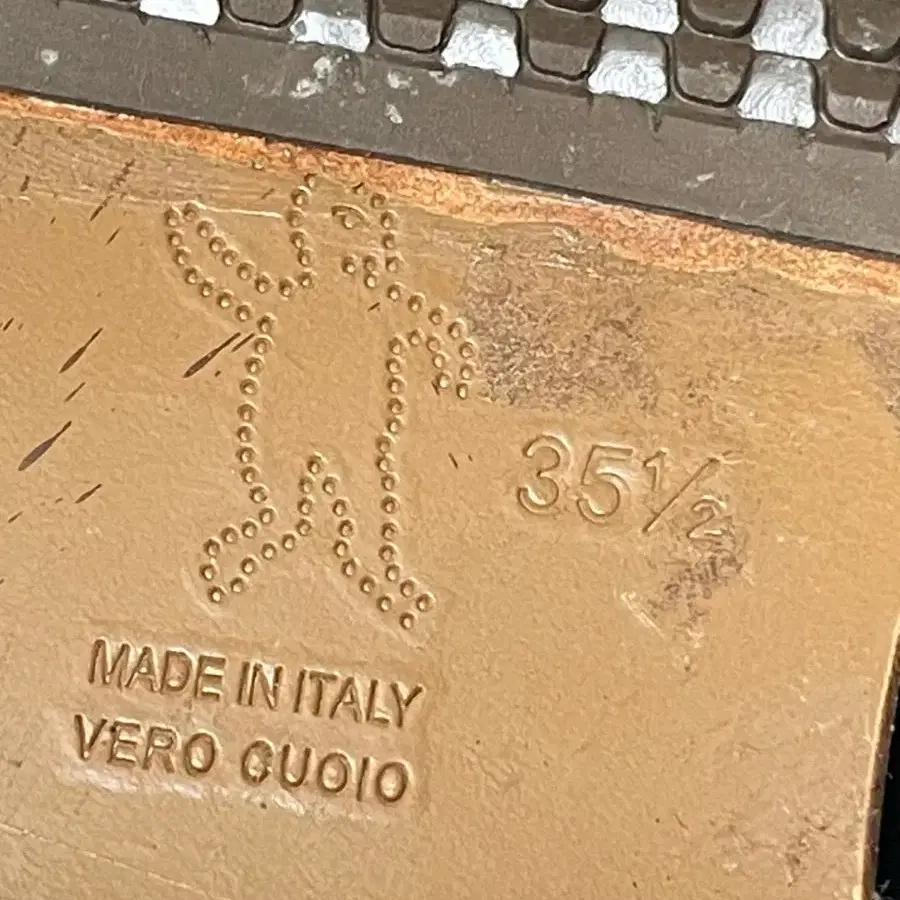 35½
MADE IN ITALY
VERO CUOIO